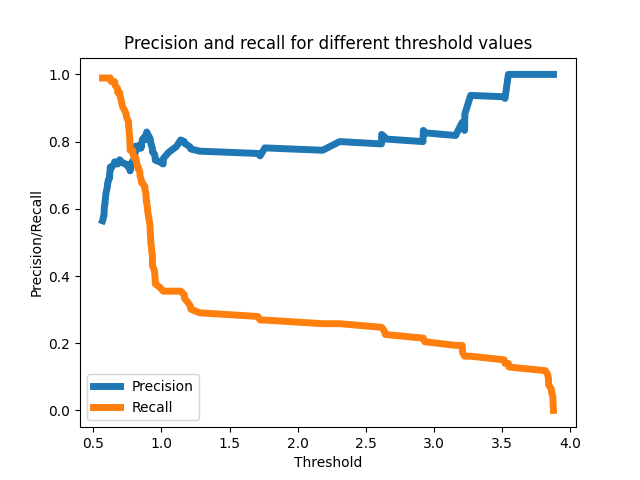 Precision and recall for different threshold values
1.0
0.8
0.6
0.4
0.2
0.0
Precision/Recall
Precision
Recall
0.5 1.0 1.5 2.0 2.5 3.0 3.5 4.0
Threshold